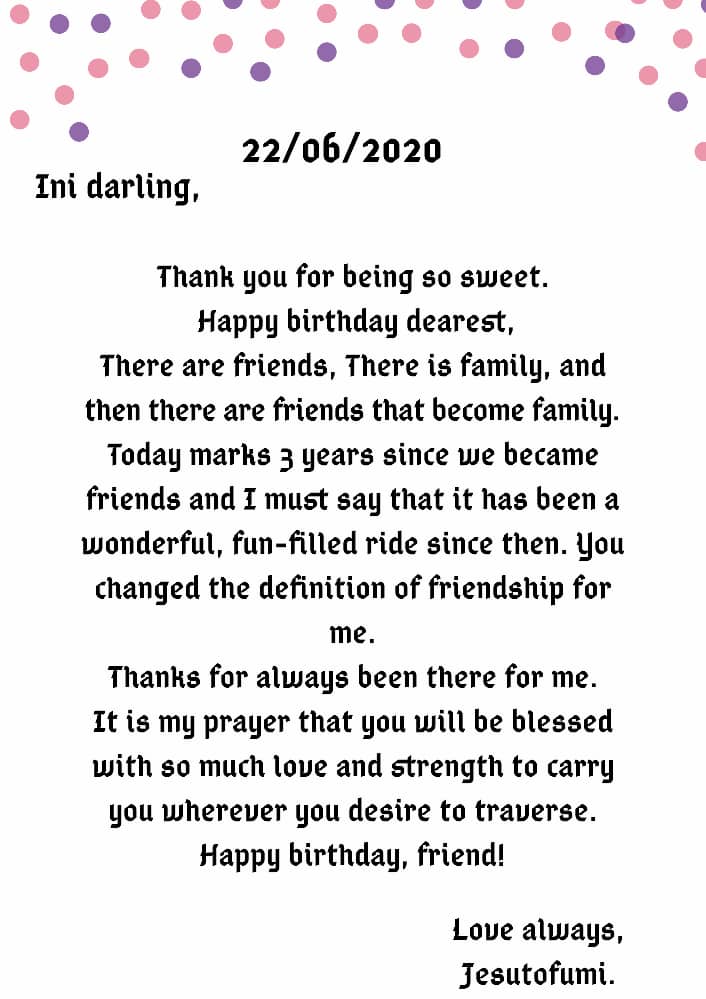 22/06/2020
Ini darling,
Thank you for being so sweet.
Happy birthday dearest,
There are friends, There is family, and
then there are friends that become family.
Today marks 3 years since we became
friends and I must say that it has been a
wonderful, fun-filled ride since then. You
changed the definition of friendship for
me.
Thanks for always been there for me.
It is my prayer that you will be blessed
with so much love and strength to carry
you wherever you desire to traverse.
Happy birthday, friend!
Love always,
Jesutofumi.